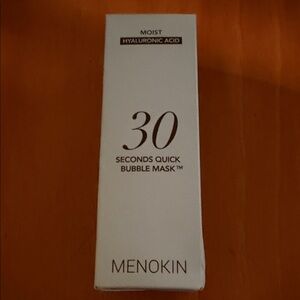 MOIST
HYALURONIC ACID
30
SECONDS QUICK
BUBBLE MASK™
MENOKIN